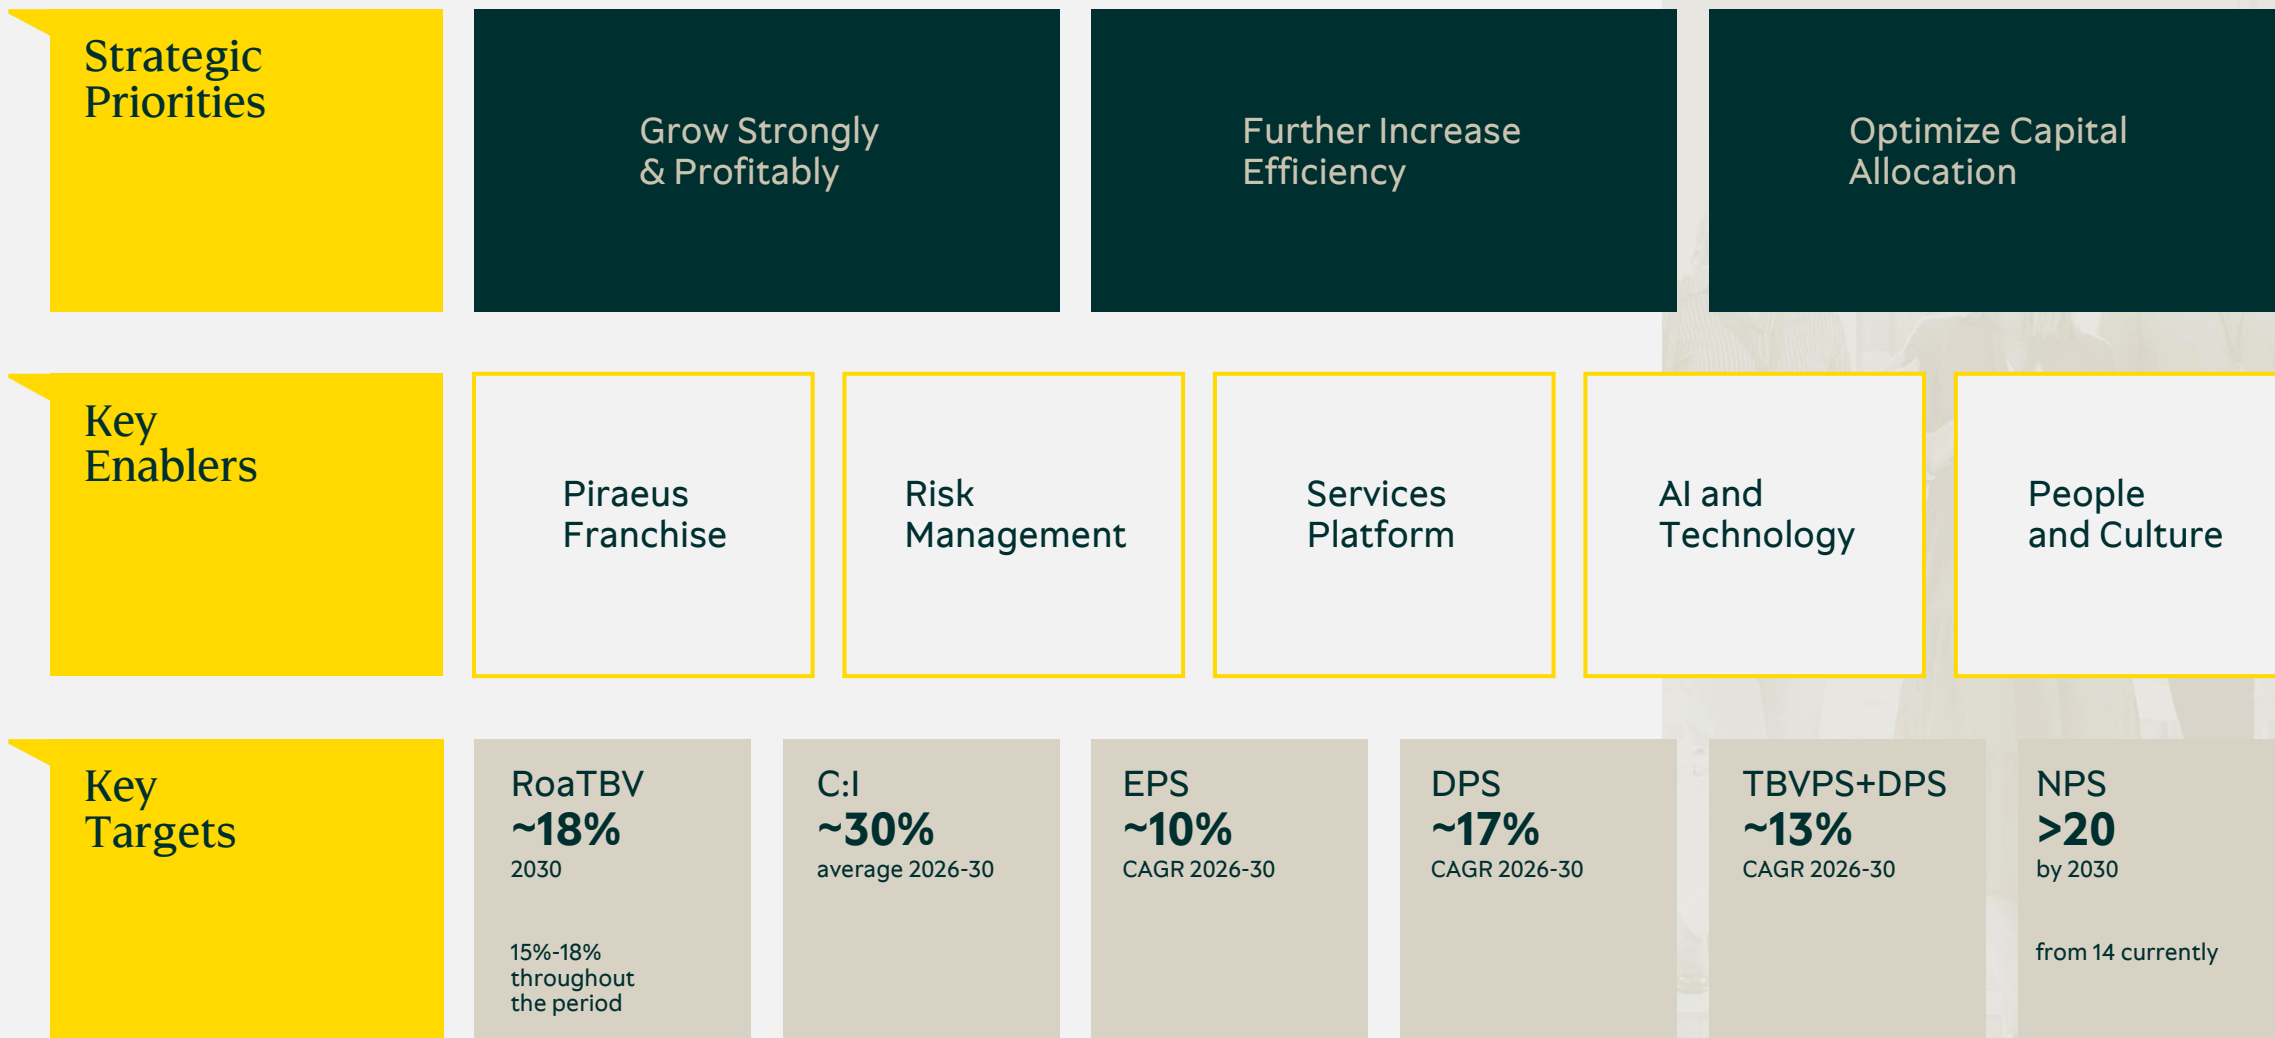 Strategic
Priorities
Grow Strongly
& Profitably
Further Increase
Efficiency
Optimize Capital
Allocation
Key
Enablers
Piraeus
Franchise
Risk
Management
Services
Platform
AI and
Technology
People
and Culture
Key
Targets
RoaTBV
~18%
2030
15%-18%
throughout
the period
C:I
~30%
average 2026-30
EPS
~10%
CAGR 2026-30
DPS
~17%
CAGR 2026-30
TBVPS+DPS
~13%
CAGR 2026-30
NPS
>20
by 2030
from 14 currently